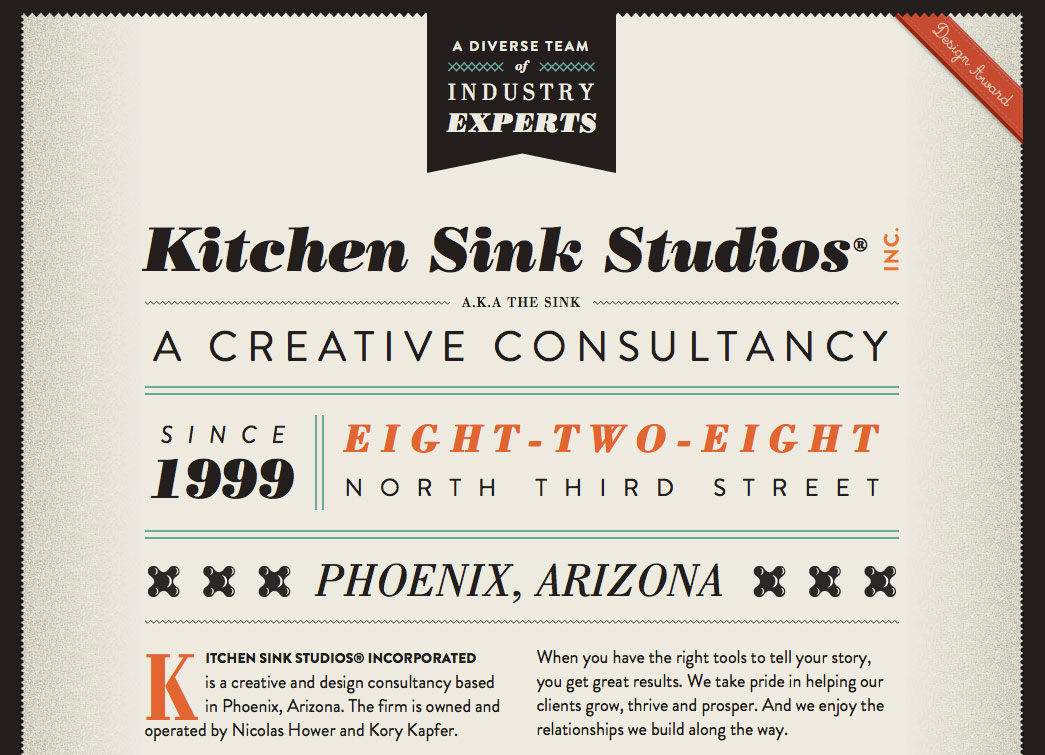 A DIVERSE TEAM
of
INDUSTRY
EXPERTS
Design Award
Kitchen Sink Studios® INC.
A.K.A THE SINK
A CREATIVE CONSULTANCY
SINCE
1999
EIGHT-TWO-EIGHT
NORTH THIRD STREET
PHOENIX, ARIZONA
KITCHEN SINK STUDIOS® INCORPORATED
is a creative and design consultancy based
in Phoenix, Arizona. The firm is owned and
operated by Nicolas Hower and Kory Kapfer.
When you have the right tools to tell your story,
you get great results. We take pride in helping our
clients grow, thrive and prosper. And we enjoy the
relationships we build along the way.